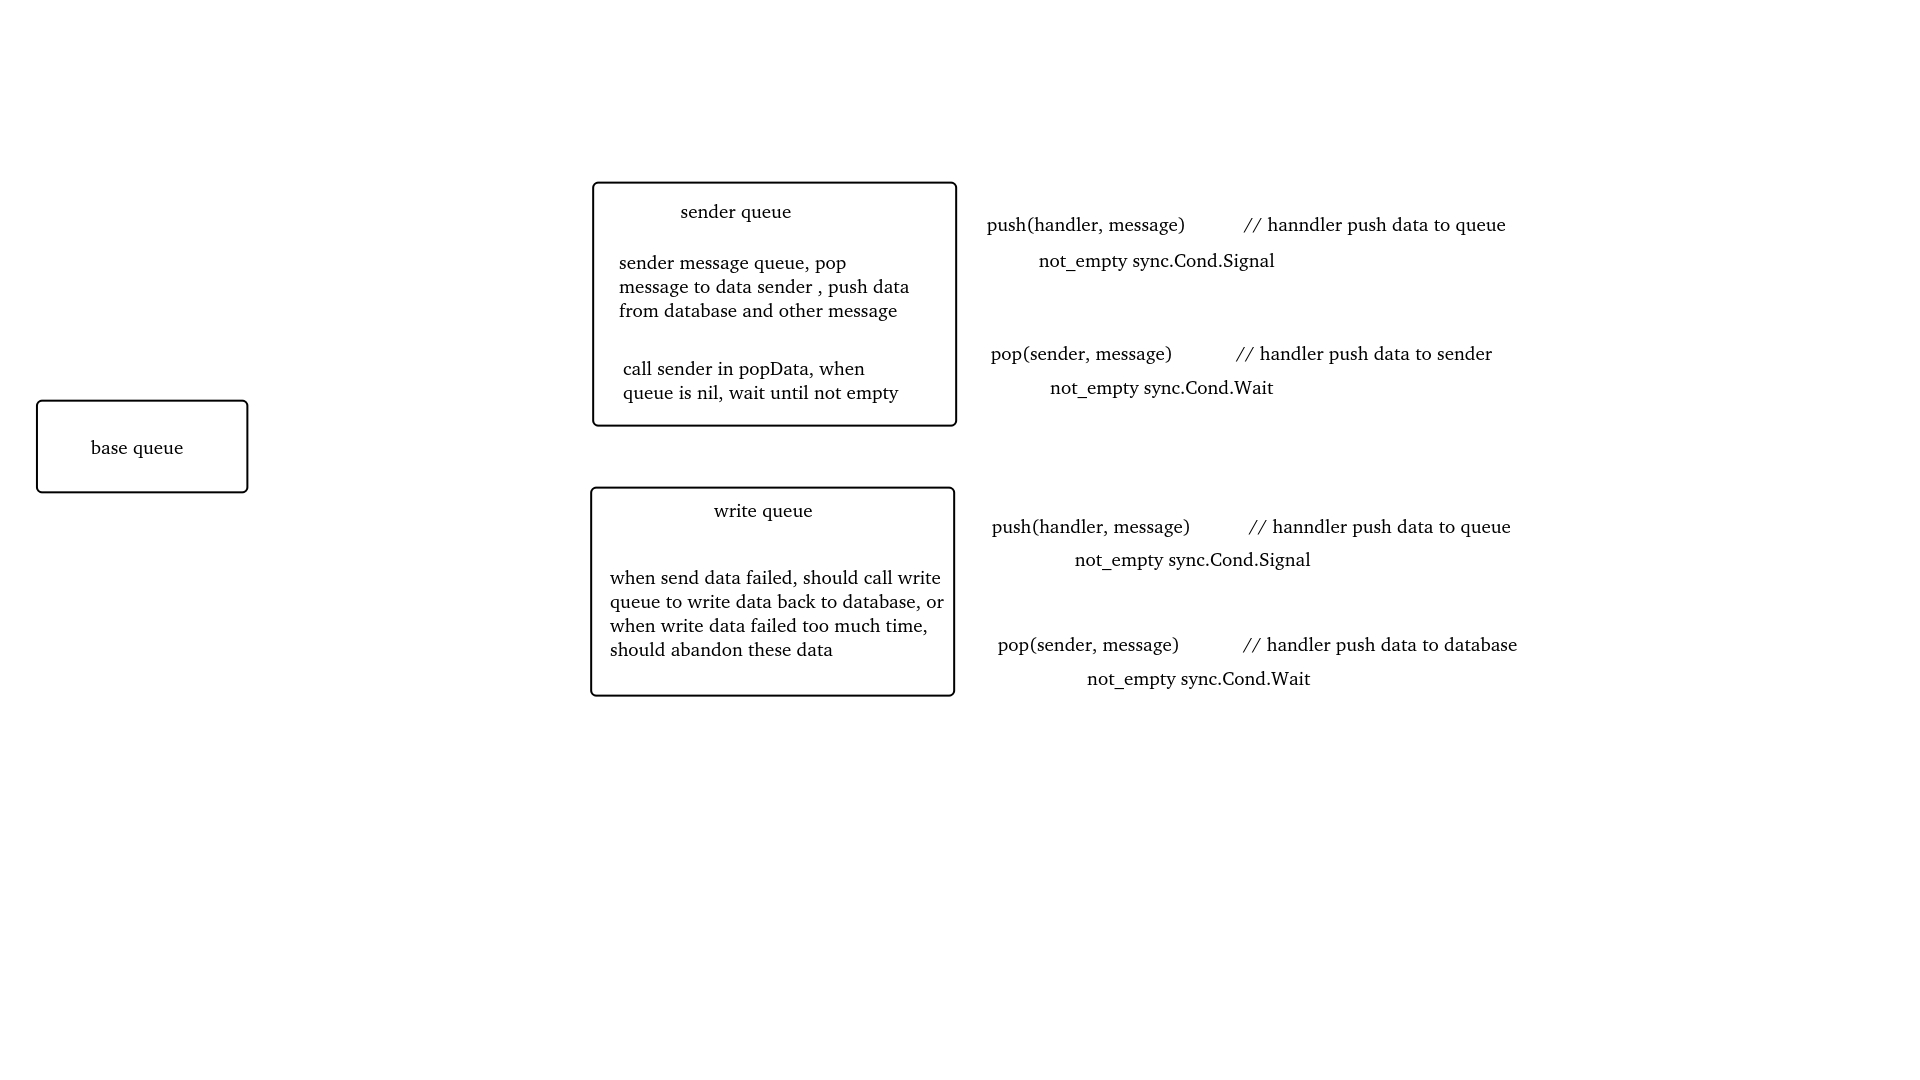 base queue
sender queue
sender message queue, pop
message to data sender , push data
from database and other message
call sender in popData, when
queue is nil, wait until not empty
push(handler, message) // hanndler push data to queue
not_empty sync.Cond.Signal
pop(sender, message) // handler push data to sender
not_empty sync.Cond.Wait
write queue
when send data failed, should call write
queue to write data back to database, or
when write data failed too much time,
should abandon these data
push(handler, message) // hanndler push data to queue
not_empty sync.Cond.Signal
pop(sender, message) // handler push data to database
not_empty sync.Cond.Wait